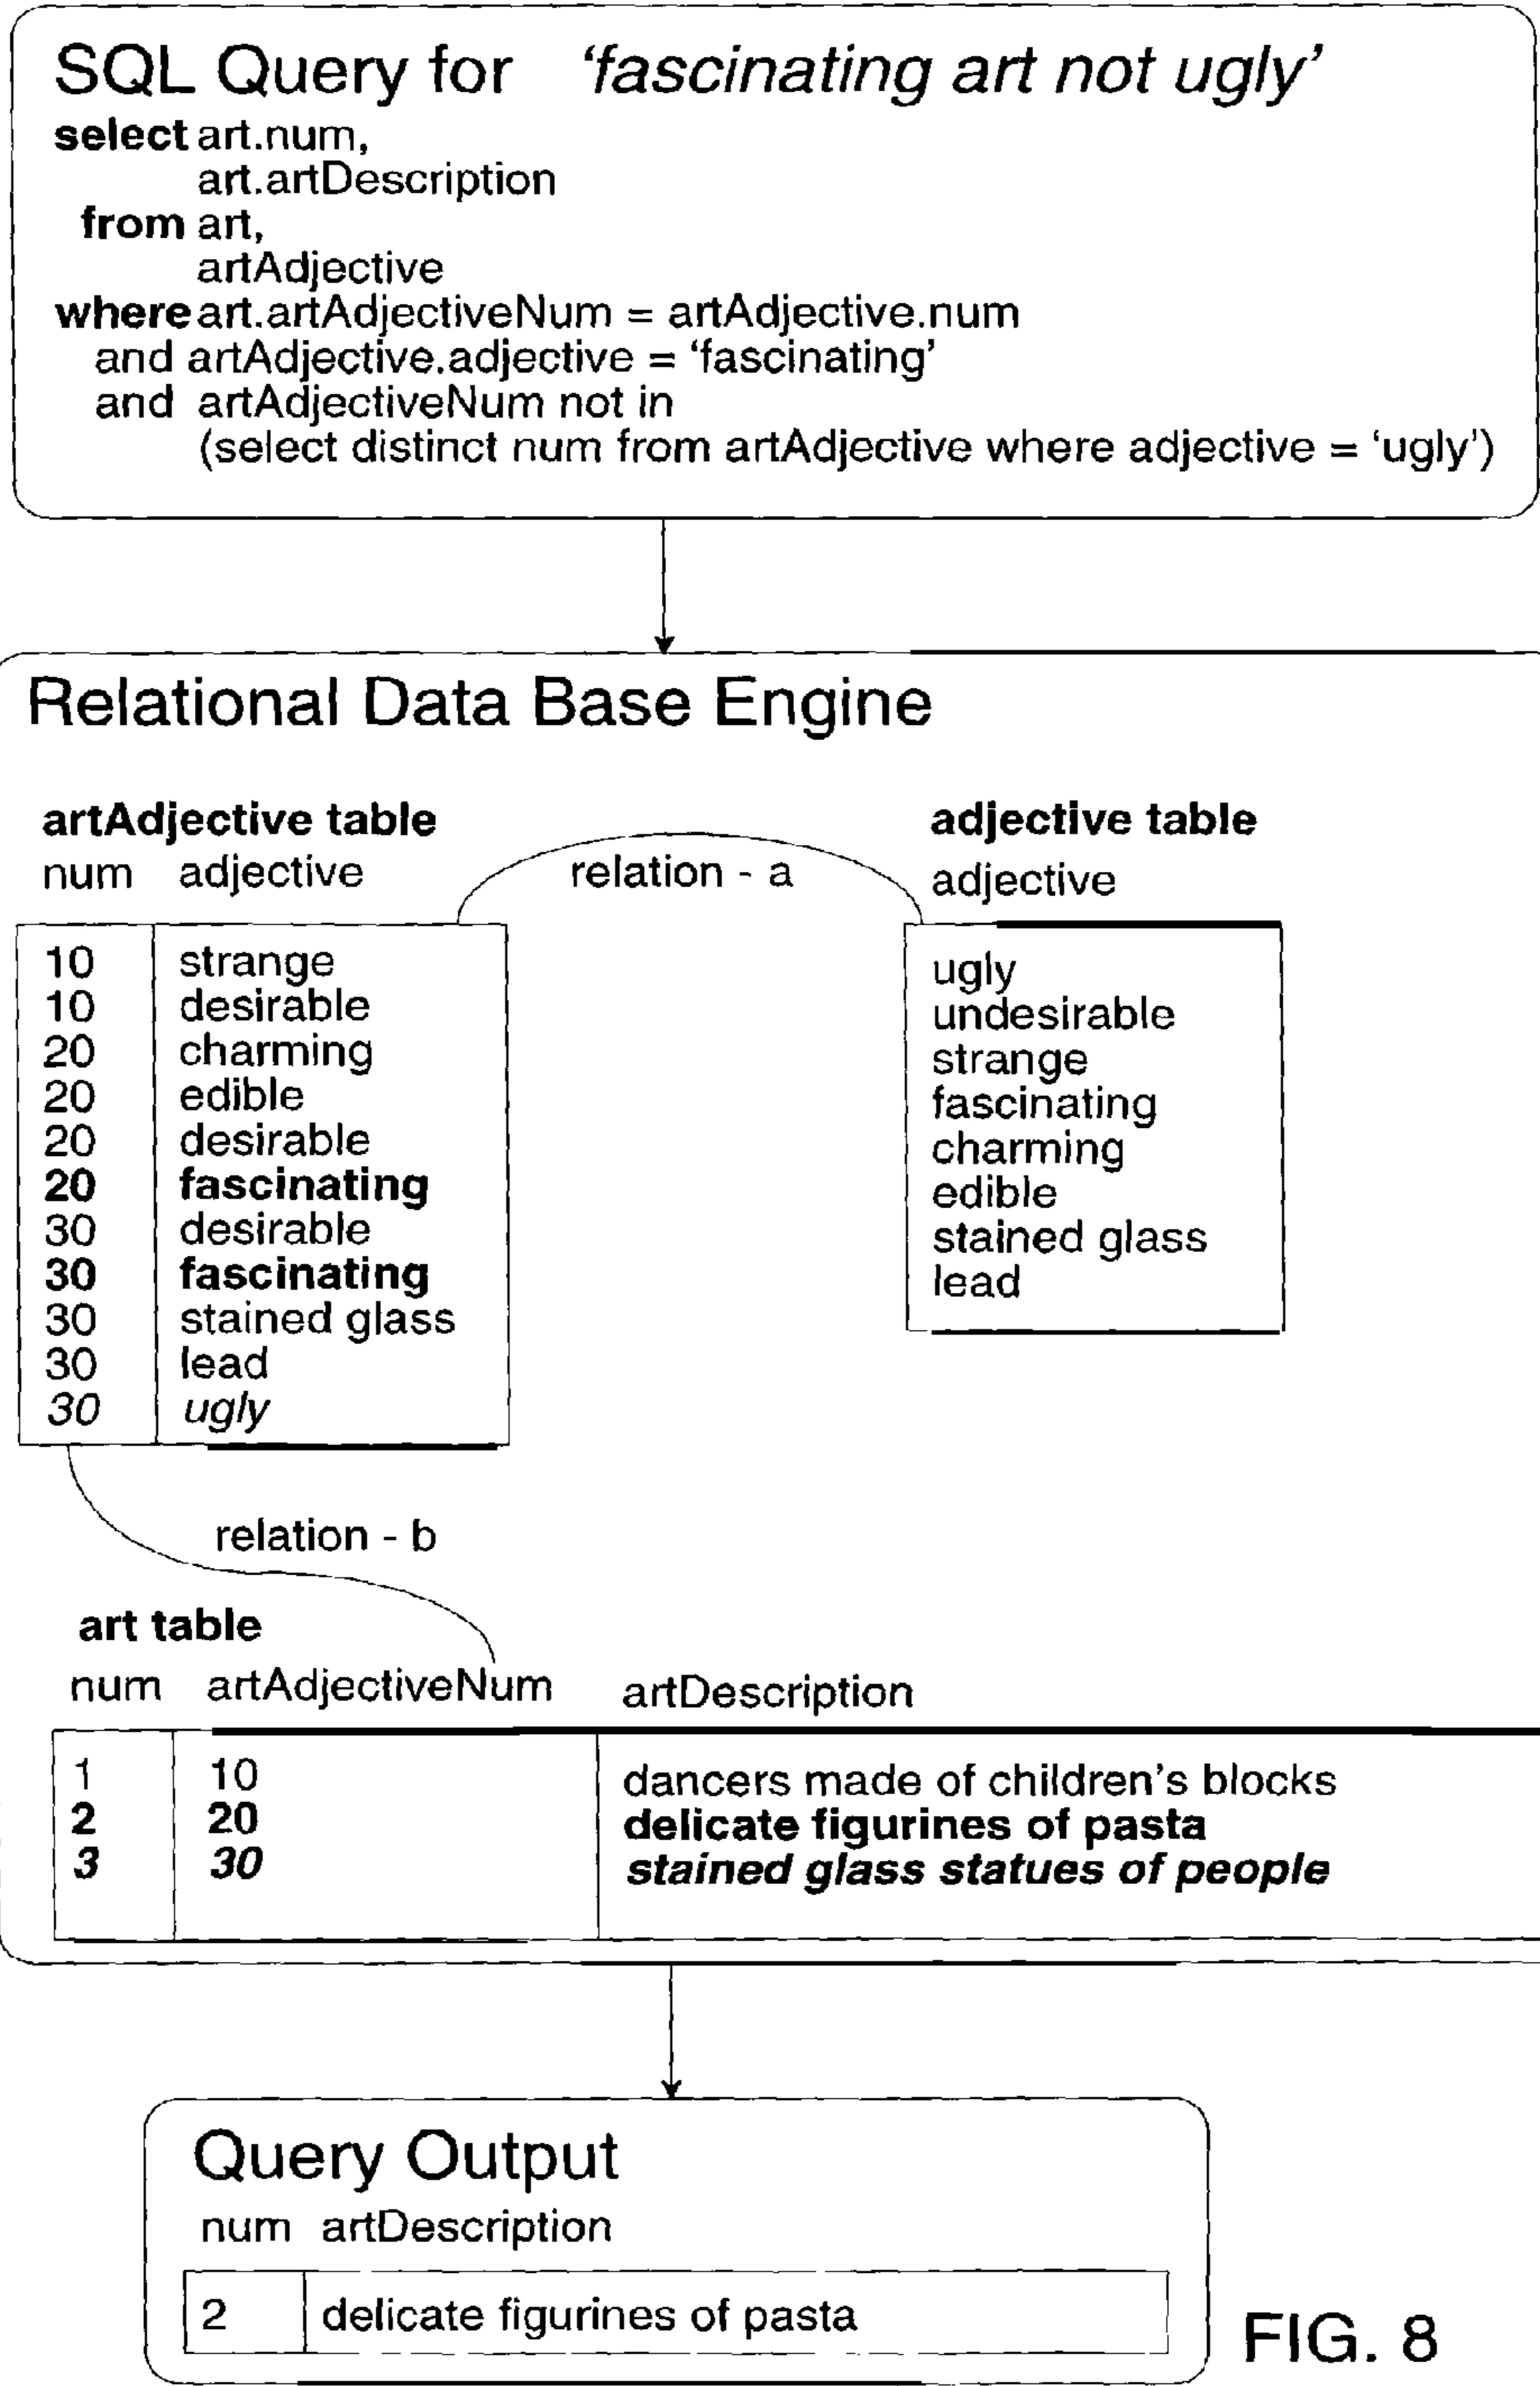 SQL Query for 'fascinating art not ugly'
select art.num,
art.artDescription
from art,
artAdjective
where art.artAdjectiveNum = artAdjective.num
and artAdjective.adjective = 'fascinating'
and artAdjectiveNum not in
(select distinct num from artAdjective where adjective = 'ugly')
Relational Data Base Engine
artAdjective table
num adjective
10 strange
10 desirable
20 charming
20 edible
20 desirable
20 fascinating
30 desirable
30 fascinating
30 stained glass
30 lead
30 ugly
relation - a
adjective table
adjective
ugly
undesirable
strange
fascinating
charming
edible
stained glass
lead
relation - b
art table
num artAdjectiveNum artDescription
1 10 dancers made of children's blocks
2 20 delicate figurines of pasta
3 30 stained glass statues of people
Query Output
num artDescription
2 delicate figurines of pasta
FIG. 8